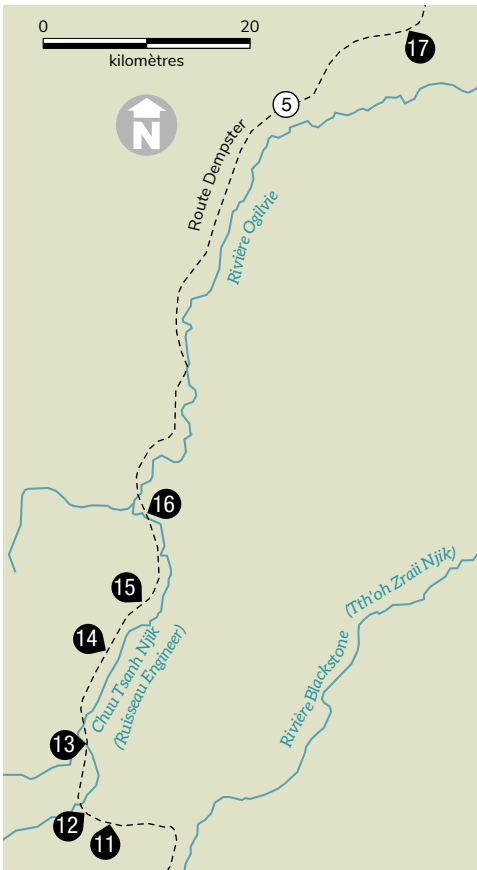 0 20
kilomètres
N
17
5
Route Dempster
Rivière Ogilvie
16
15
14
Chuu Tsanh Njik
(Ruisseau Engineer)
Rivière Blackstone
(Tth'oh Zraii Njik)
13
12
11